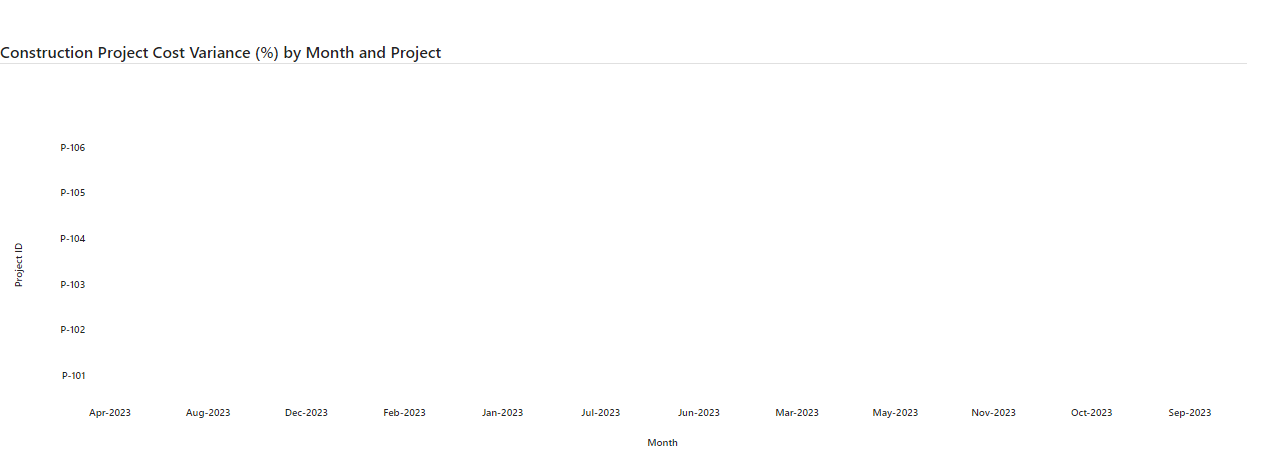 Construction Project Cost Variance (%) by Month and Project
P-106
P-105
P-104
Project ID
P-103
P-102
P-101
Apr-2023 Aug-2023 Dec-2023 Feb-2023 Jan-2023 Jul-2023 Jun-2023 Mar-2023 May-2023 Nov-2023 Oct-2023 Sep-2023
Month